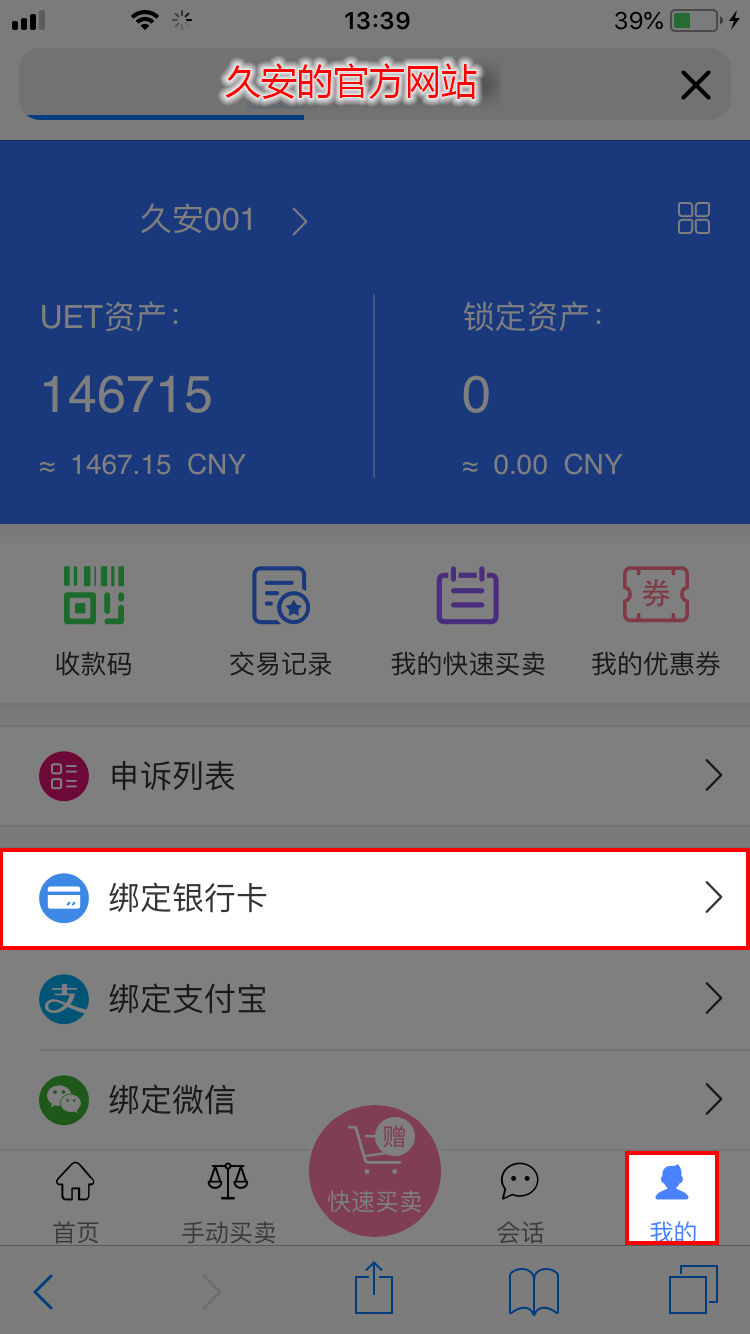 13:39
39%
久安的官方网站
久安001
UET资产:
锁定资产:
146715
0
≈ 1467.15 CNY
≈ 0.00 CNY
券
收款码
交易记录
我的快速买卖
我的优惠券
申诉列表
绑定银行卡
支
绑定支付宝
绑定微信
赠
快速买卖
首页
手动买卖
会话
我的